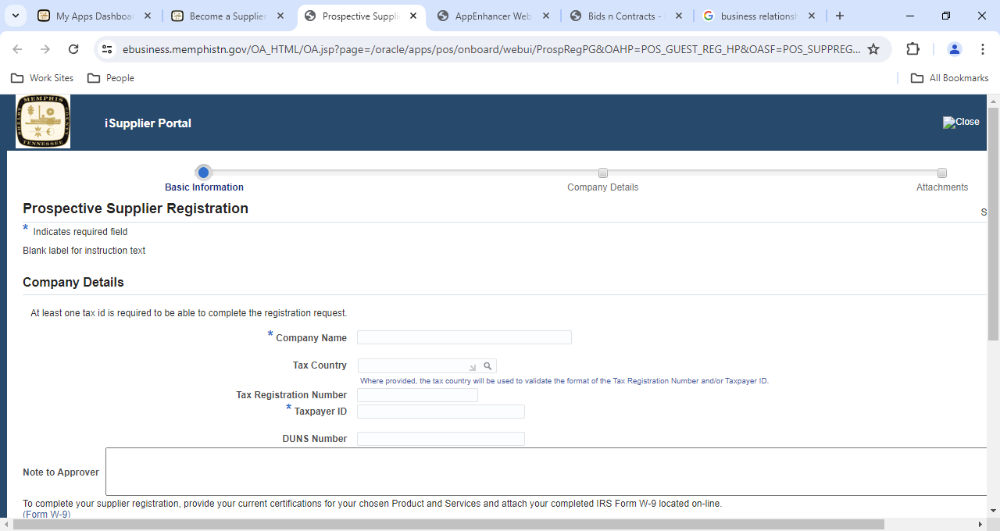 My Apps Dashboar
Become a Supplier
Prospective Suppli
AppEnhancer Web
Bids n Contracts -
business relationsh
ebusiness.memphistn.gov/OA_HTML/OA.jsp?page=/oracle/apps/pos/onboard/webui/ProspRegPG&OAHP=POS_GUEST_REG_HP&OASF=POS_SUPPREG...
Work Sites
People
All Bookmarks
MEMPHIS
SHELBY
COUNTY
TENNESSEE
iSupplier Portal
Close
Basic Information
Company Details
Attachments
Prospective Supplier Registration
S
* Indicates required field
Blank label for instruction text
Company Details
At least one tax id is required to be able to complete the registration request.
* Company Name
Tax Country
Where provided, the tax country will be used to validate the format of the Tax Registration Number and/or Taxpayer ID.
Tax Registration Number
* Taxpayer ID
DUNS Number
Note to Approver
To complete your supplier registration, provide your current certifications for your chosen Product and Services and attach your completed IRS Form W-9 located on-line.
(Form W-9)